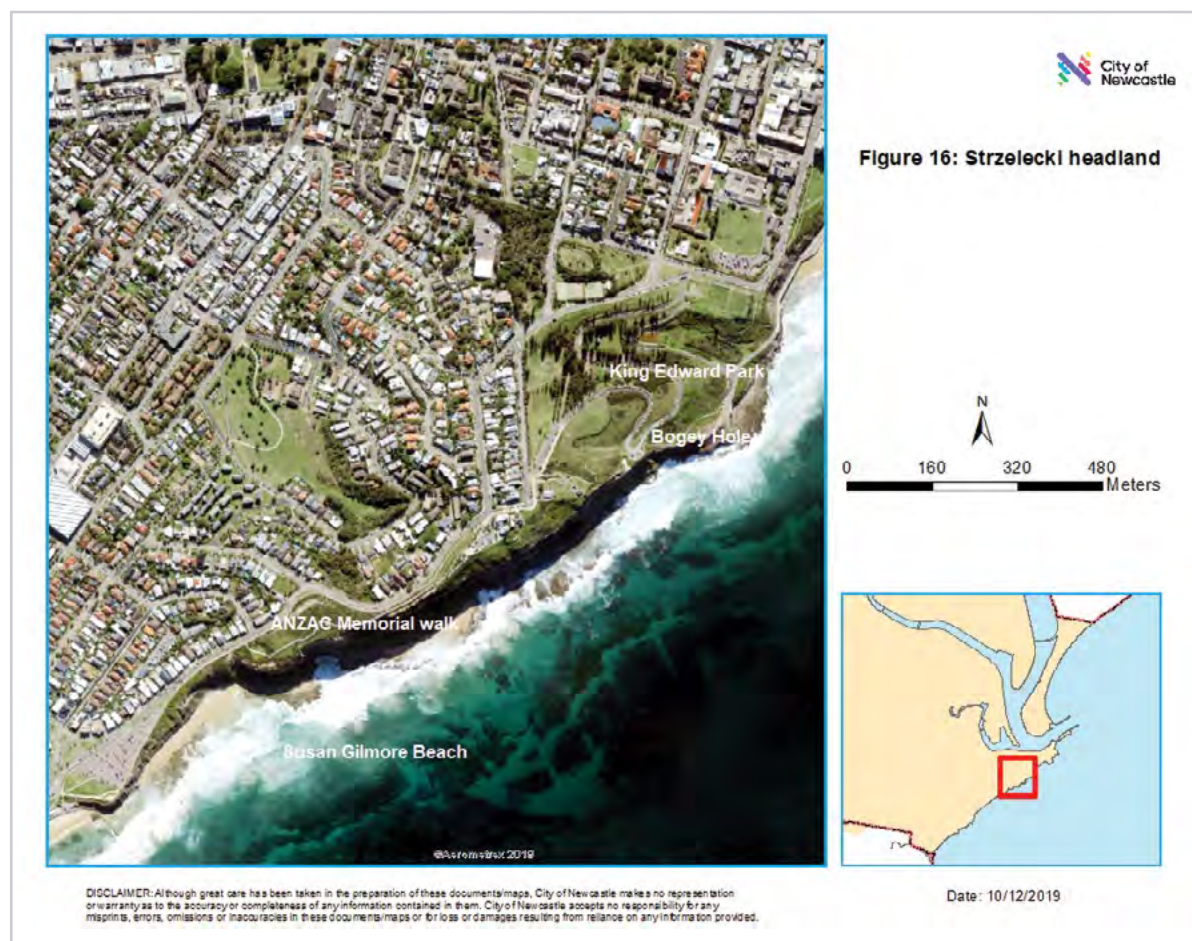 City of
Newcastle
Figure 16: Strzelecki headland
King Edward Park
Bogey Hole
N
0 160 320 480
Meters
ANZAC Memorial walk
Susan Gilmore Beach
©Aerometrex 2019
DISCLAIMER: Although great care has been taken in the preparation of these documents/maps, City of Newcastle makes no representation
or warranty as to the accuracy or completeness of any information contained in them. City of Newcastle accepts no responsibility for any
misprints, errors, omissions or inaccuracies in these documents/maps or for loss or damages resulting from reliance on any information provided.
Date: 10/12/2019